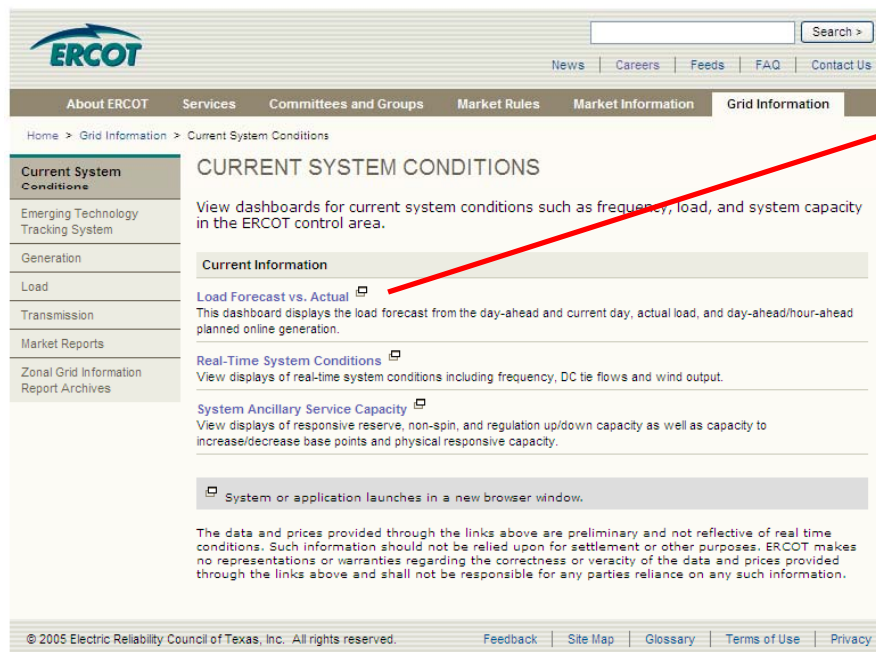 ERCOT
Search >
News | Careers | Feeds | FAQ | Contact Us
About ERCOT Services Committees and Groups Market Rules Market Information Grid Information
Home > Grid Information > Current System Conditions
Current System
Conditions
Emerging Technology
Tracking System
Generation
Load
Transmission
Market Reports
Zonal Grid Information
Report Archives
CURRENT SYSTEM CONDITIONS
View dashboards for current system conditions such as frequency, load, and system capacity
in the ERCOT control area.
Current Information
Load Forecast vs. Actual
This dashboard displays the load forecast from the day-ahead and current day, actual load, and day-ahead/hour-ahead
planned online generation.
Real-Time System Conditions
View displays of real-time system conditions including frequency, DC tie flows and wind output.
System Ancillary Service Capacity
View displays of responsive reserve, non-spin, and regulation up/down capacity as well as capacity to
increase/decrease base points and physical responsive capacity.
System or application launches in a new browser window.
The data and prices provided through the links above are preliminary and not reflective of real time
conditions. Such information should not be relied upon for settlement or other purposes. ERCOT makes
no representations or warranties regarding the correctness or veracity of the data and prices provided
through the links above and shall not be responsible for any parties reliance on any such information.
© 2005 Electric Reliability Council of Texas, Inc. All rights reserved. Feedback | Site Map | Glossary | Terms of Use | Privacy